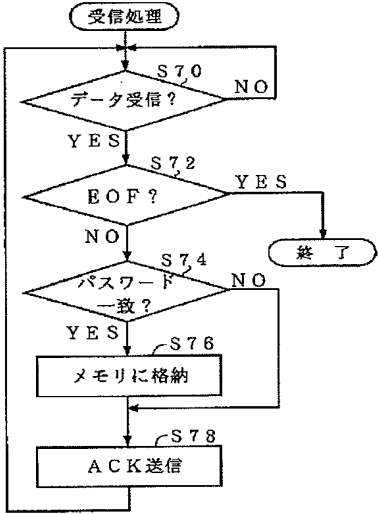 受信処理
S70
データ受信？
NO
YES
S72
EOF？
YES
NO
終了
S74
パスワード
一致？
NO
YES
S76
メモリに格納
S78
ACK送信